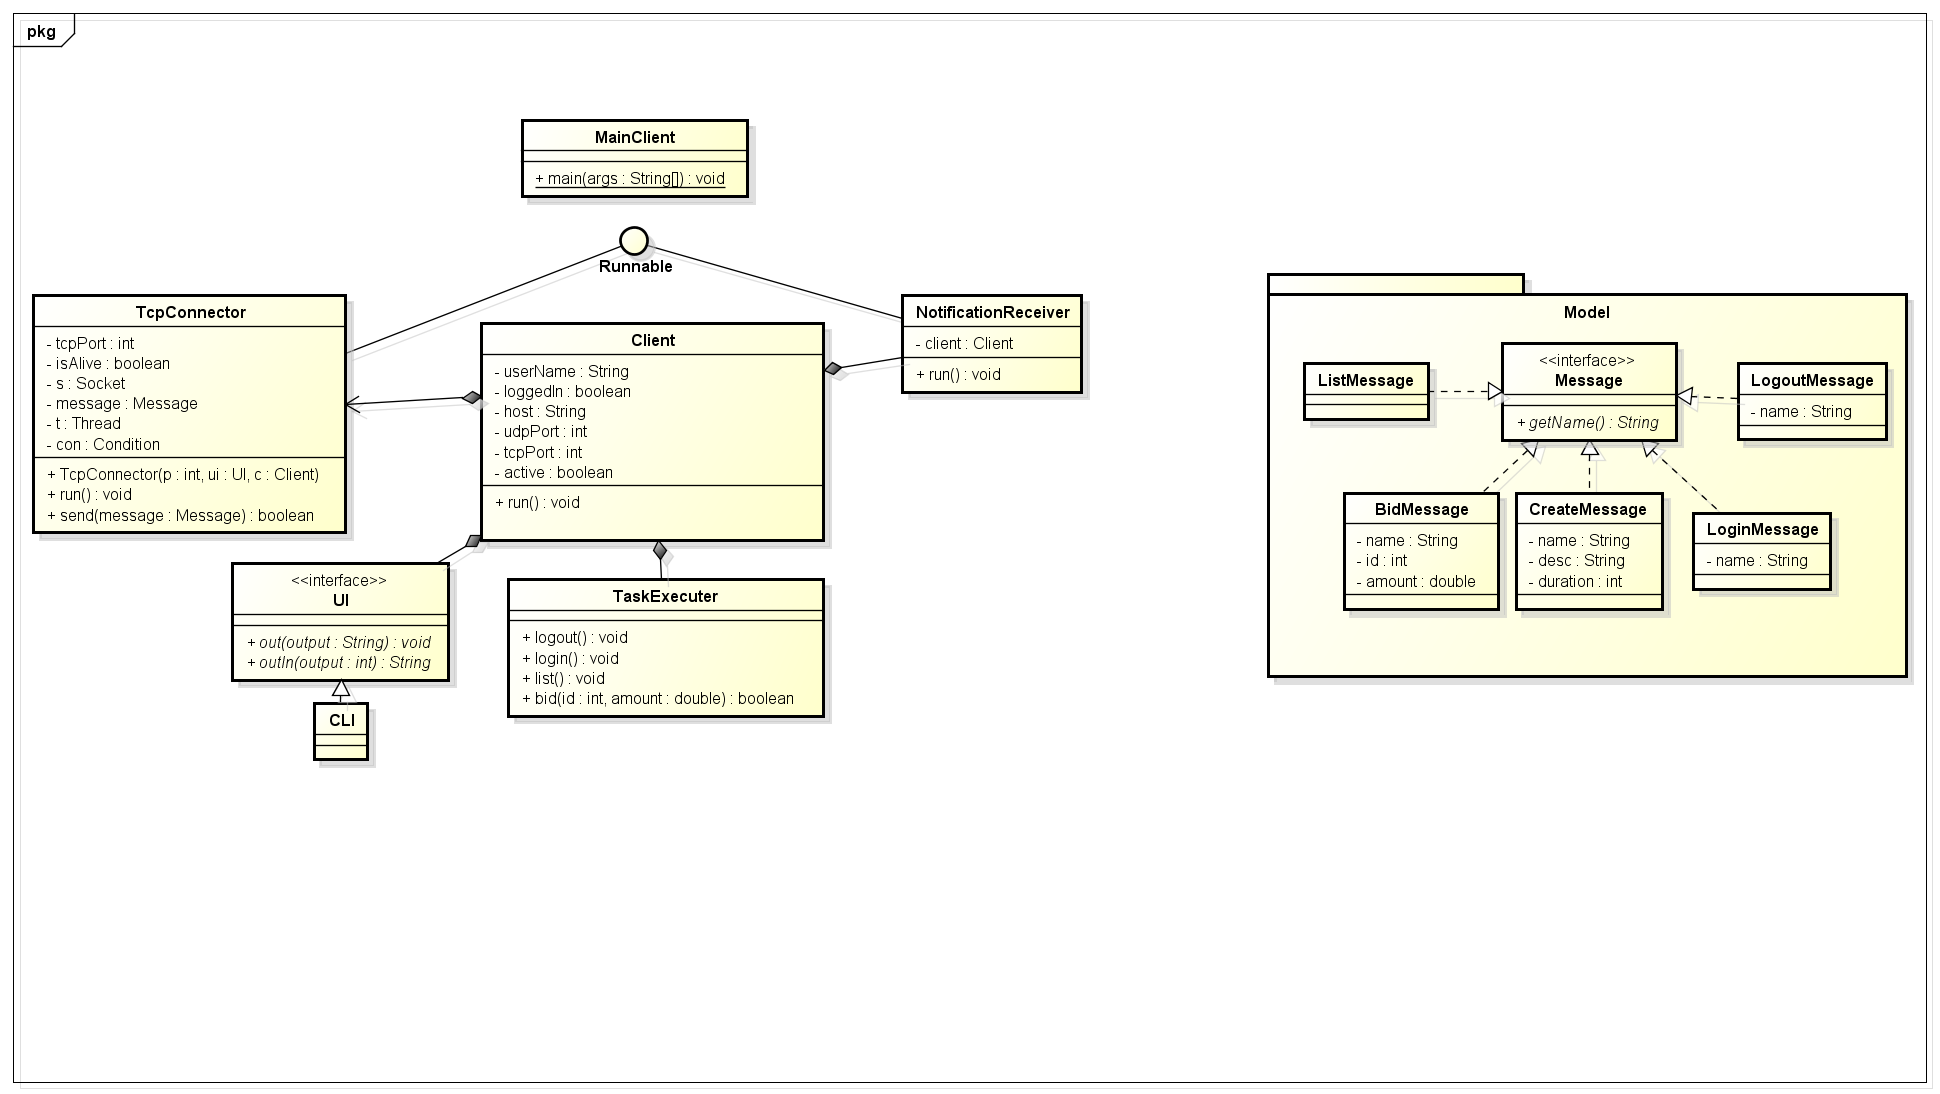 pkg
MainClient
+ main(args : String[]) : void
Runnable
TcpConnector
- tcpPort : int
- isAlive : boolean
- s : Socket
- message : Message
- t : Thread
- con : Condition
+ TcpConnector(p : int, ui : UI, c : Client)
+ run() : void
+ send(message : Message) : boolean
Client
- userName : String
- loggedIn : boolean
- host : String
- udpPort : int
- tcpPort : int
- active : boolean
+ run() : void
NotificationReceiver
- client : Client
+ run() : void
<<interface>>
UI
+ out(output : String) : void
+ outln(output : int) : String
CLI
TaskExecuter
+ logout() : void
+ login() : void
+ list() : void
+ bid(id : int, amount : double) : boolean
Model
ListMessage
<<interface>>
Message
+ getName() : String
LogoutMessage
- name : String
BidMessage
- name : String
- id : int
- amount : double
CreateMessage
- name : String
- desc : String
- duration : int
LoginMessage
- name : String